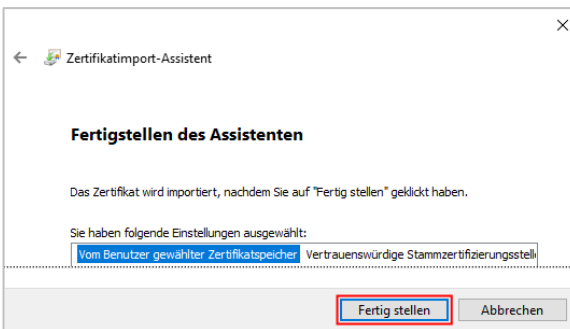 Zertifikatimport-Assistent
Fertigstellen des Assistenten
Das Zertifikat wird importiert, nachdem Sie auf "Fertig stellen" geklickt haben.
Sie haben folgende Einstellungen ausgewählt:
Vom Benutzer gewählter Zertifikatspeicher Vertrauenswürdige Stammzertifizierungsstell
Fertig stellen Abbrechen